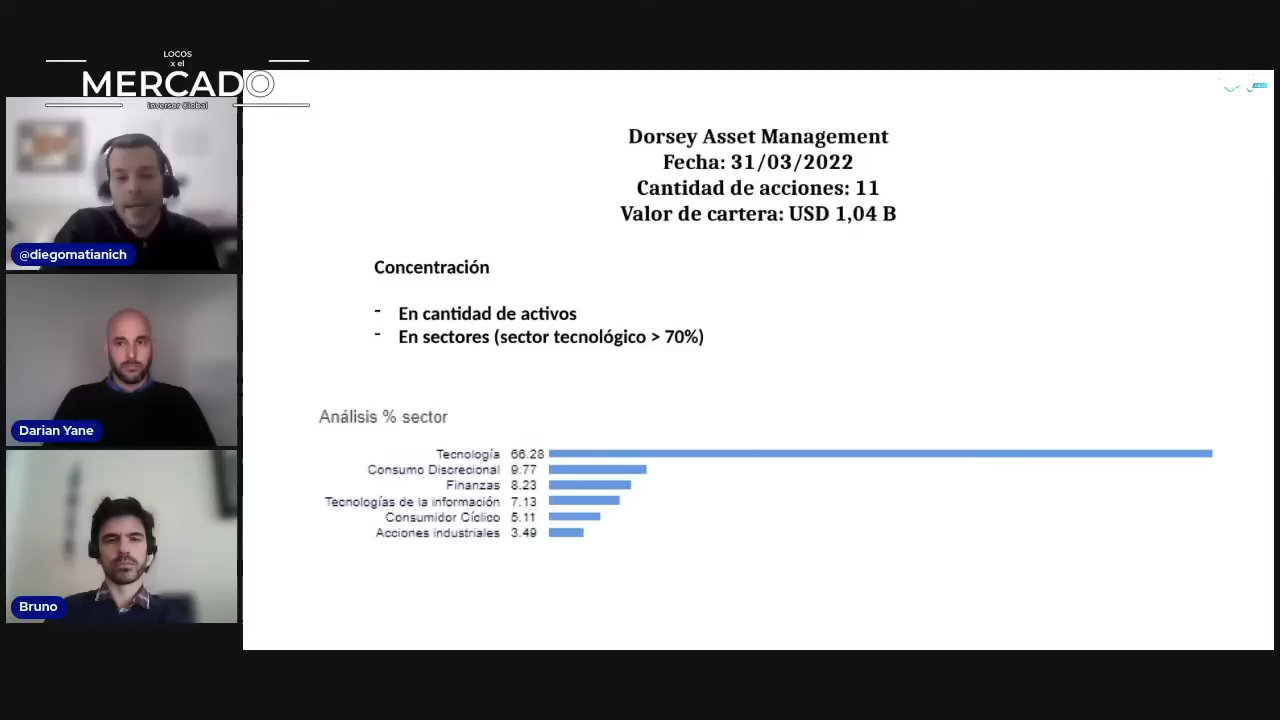 LOCOS
x el
MERCADO
Inversor Global
@diegomatianich
Darian Yane
Bruno
Dorsey Asset Management
Fecha: 31/03/2022
Cantidad de acciones: 11
Valor de cartera: USD 1,04 B
Concentración
- En cantidad de activos
- En sectores (sector tecnológico > 70%)
Análisis % sector
Tecnología 66.28
Consumo Discrecional 9.77
Finanzas 8.23
Tecnologías de la información 7.13
Consumidor Cíclico 5.11
Acciones industriales 3.49